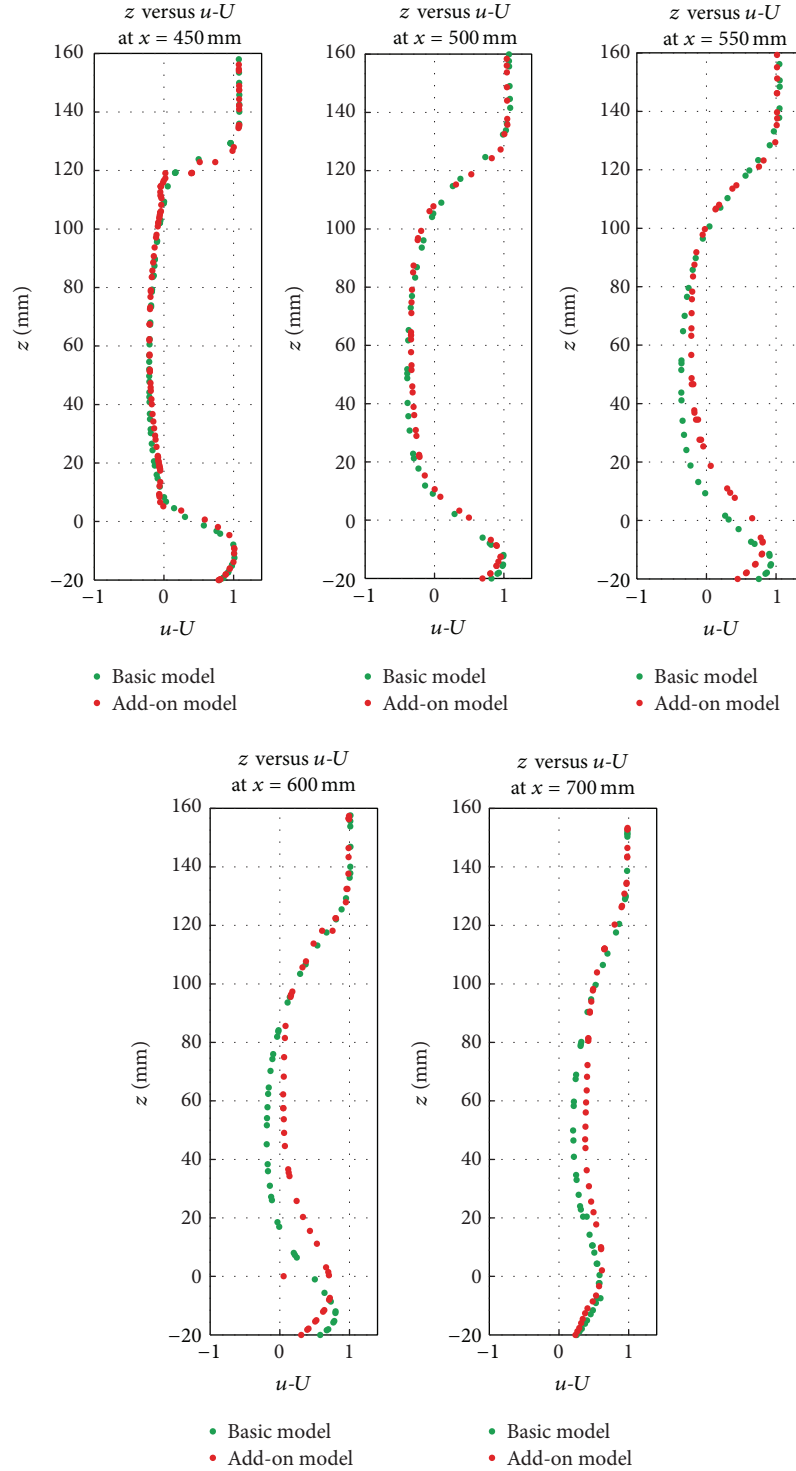 z versus u-U
at x = 450 mm
160
140
120
100
80
60
40
20
0
−20
−1
0
1
z (mm)
u-U
Basic model
Add-on model
z versus u-U
at x = 500 mm
160
140
120
100
80
60
40
20
0
−20
−1
0
1
z (mm)
u-U
Basic model
Add-on model
z versus u-U
at x = 550 mm
160
140
120
100
80
60
40
20
0
−20
−1
0
1
z (mm)
u-U
Basic model
Add-on model
z versus u-U
at x = 600 mm
160
140
120
100
80
60
40
20
0
−20
−1
0
1
z (mm)
u-U
Basic model
Add-on model
z versus u-U
at x = 700 mm
160
140
120
100
80
60
40
20
0
−20
−1
0
1
z (mm)
u-U
Basic model
Add-on model